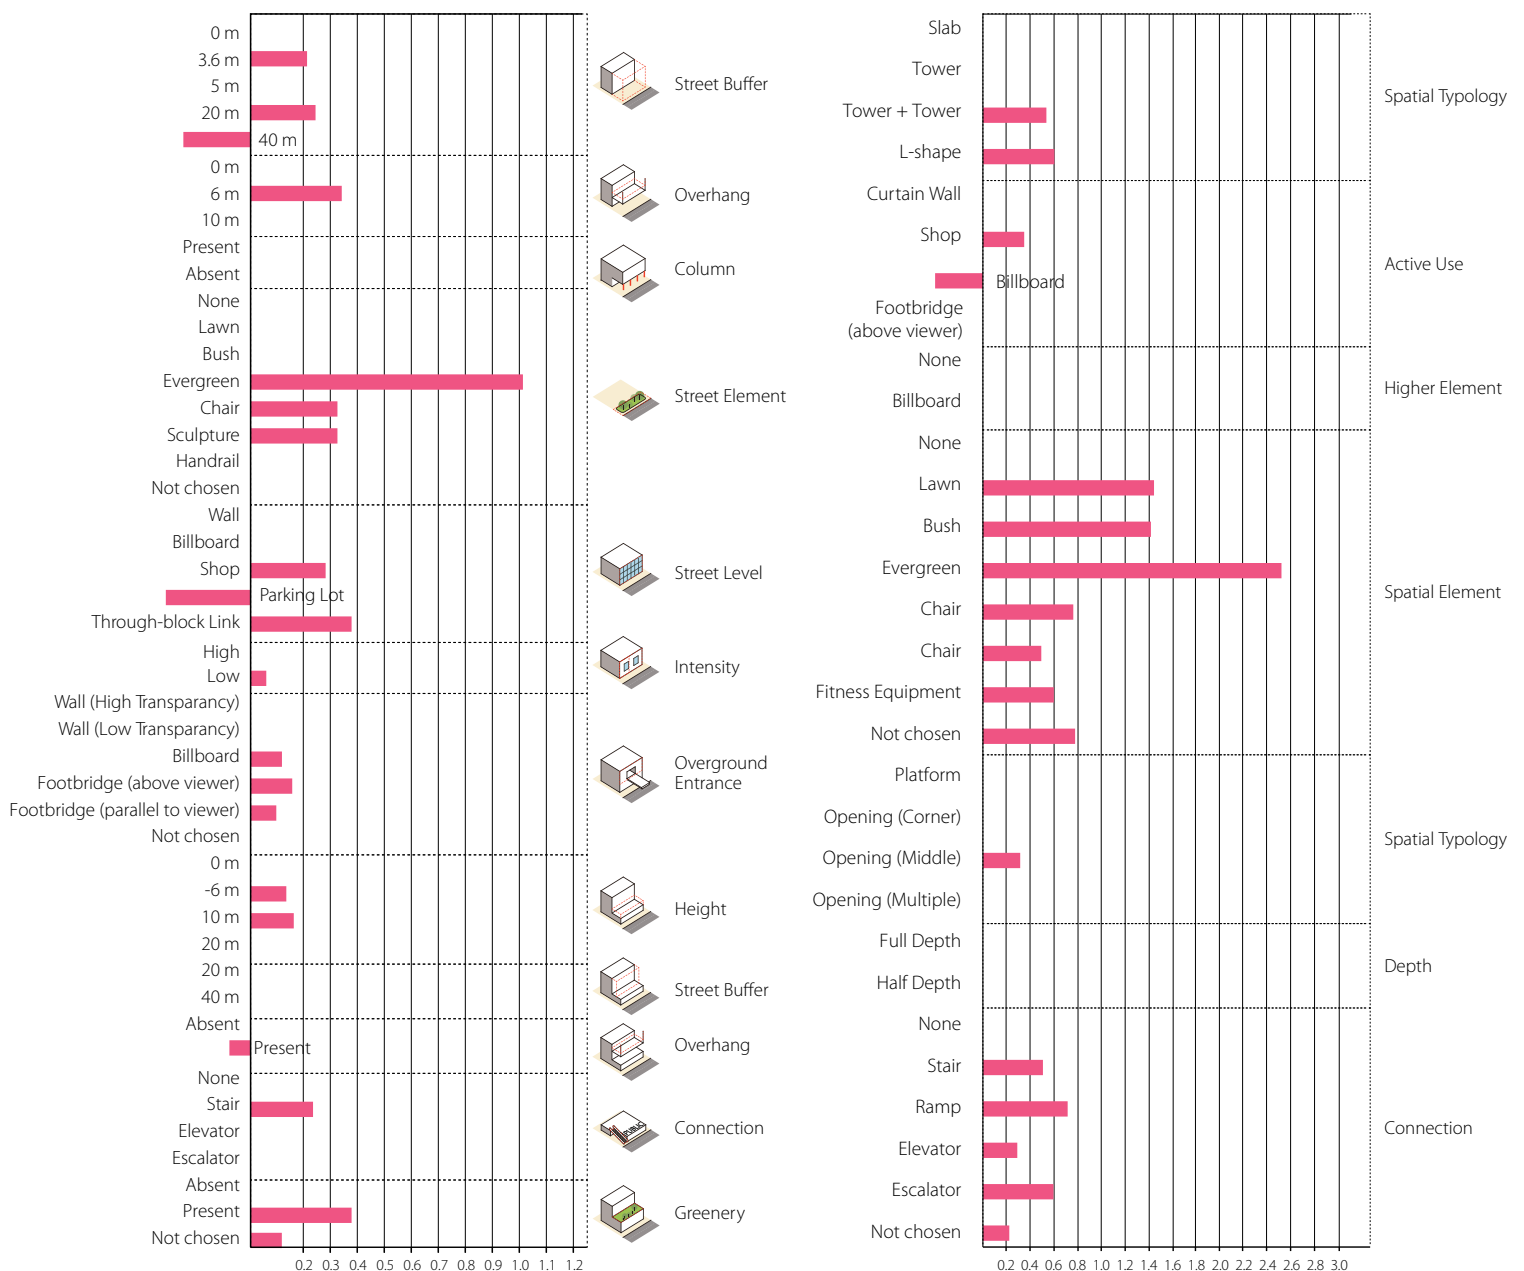 0 m
3.6 m
5 m
20 m
40 m
Street Buffer
0 m
6 m
10 m
Overhang
Present
Absent
Column
None
Lawn
Bush
Evergreen
Chair
Sculpture
Handrail
Not chosen
Street Element
Wall
Billboard
Shop
Parking Lot
Through-block Link
Street Level
High
Low
Intensity
Wall (High Transparancy)
Wall (Low Transparancy)
Billboard
Footbridge (above viewer)
Footbridge (parallel to viewer)
Not chosen
Overground
Entrance
0 m
-6 m
10 m
20 m
Height
20 m
40 m
Street Buffer
Absent
Present
Overhang
None
Stair
Elevator
Escalator
PUBLIC
Connection
Absent
Present
Not chosen
Greenery
0.2 0.3 0.4 0.5 0.6 0.7 0.8 0.9 1.0 1.1 1.2
Slab
Tower
Tower + Tower
L-shape
Spatial Typology
Curtain Wall
Shop
Billboard
Footbridge
(above viewer)
Active Use
None
Billboard
Higher Element
None
Lawn
Bush
Evergreen
Chair
Chair
Fitness Equipment
Not chosen
Spatial Element
Platform
Opening (Corner)
Opening (Middle)
Opening (Multiple)
Spatial Typology
Full Depth
Half Depth
Depth
None
Stair
Ramp
Elevator
Escalator
Not chosen
Connection
0.2 0.4 0.6 0.8 1.0 1.2 1.4 1.6 1.8 2.0 2.2 2.4 2.6 2.8 3.0